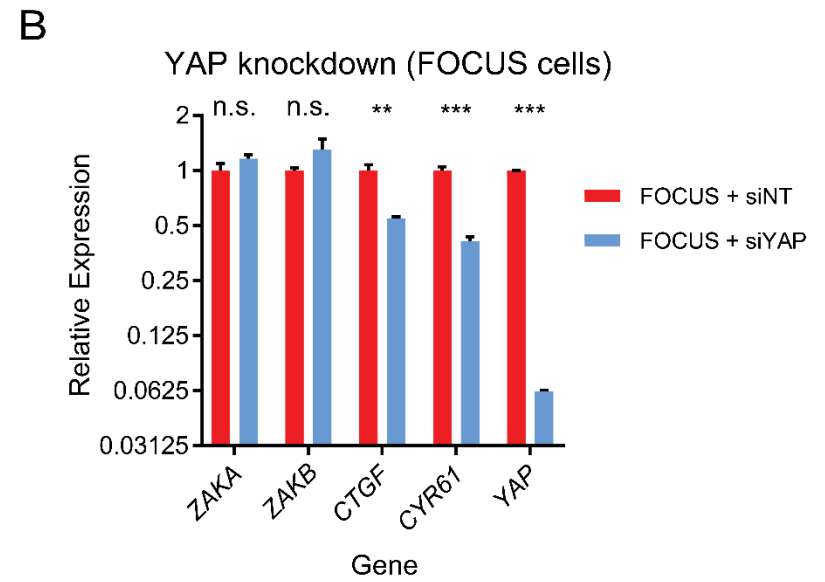 B
YAP knockdown (FOCUS cells)
n.s. n.s. ** *** ***
2
1
0.5
0.25
0.125
0.0625
0.03125
Relative Expression
ZAKA ZAKB CTGF CYR61 YAP
Gene
FOCUS + siNT
FOCUS + siYAP